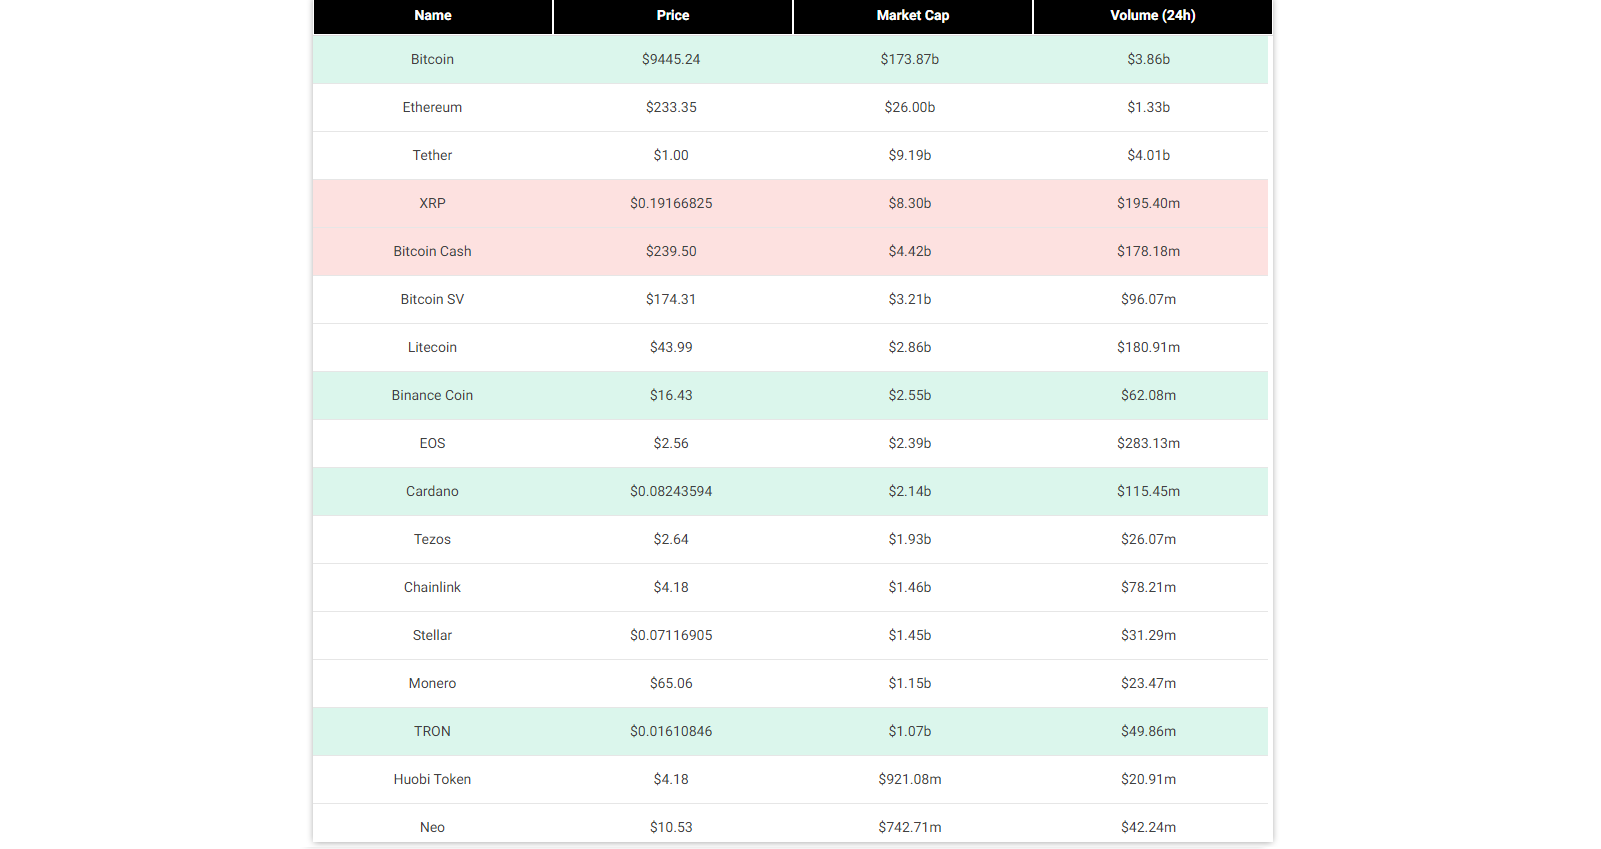 Name Price Market Cap Volume (24h)
Bitcoin $9445.24 $173.87b $3.86b
Ethereum $233.35 $26.00b $1.33b
Tether $1.00 $9.19b $4.01b
XRP $0.19166825 $8.30b $195.40m
Bitcoin Cash $239.50 $4.42b $178.18m
Bitcoin SV $174.31 $3.21b $96.07m
Litecoin $43.99 $2.86b $180.91m
Binance Coin $16.43 $2.55b $62.08m
EOS $2.56 $2.39b $283.13m
Cardano $0.08243594 $2.14b $115.45m
Tezos $2.64 $1.93b $26.07m
Chainlink $4.18 $1.46b $78.21m
Stellar $0.07116905 $1.45b $31.29m
Monero $65.06 $1.15b $23.47m
TRON $0.01610846 $1.07b $49.86m
Huobi Token $4.18 $921.08m $20.91m
Neo $10.53 $742.71m $42.24m